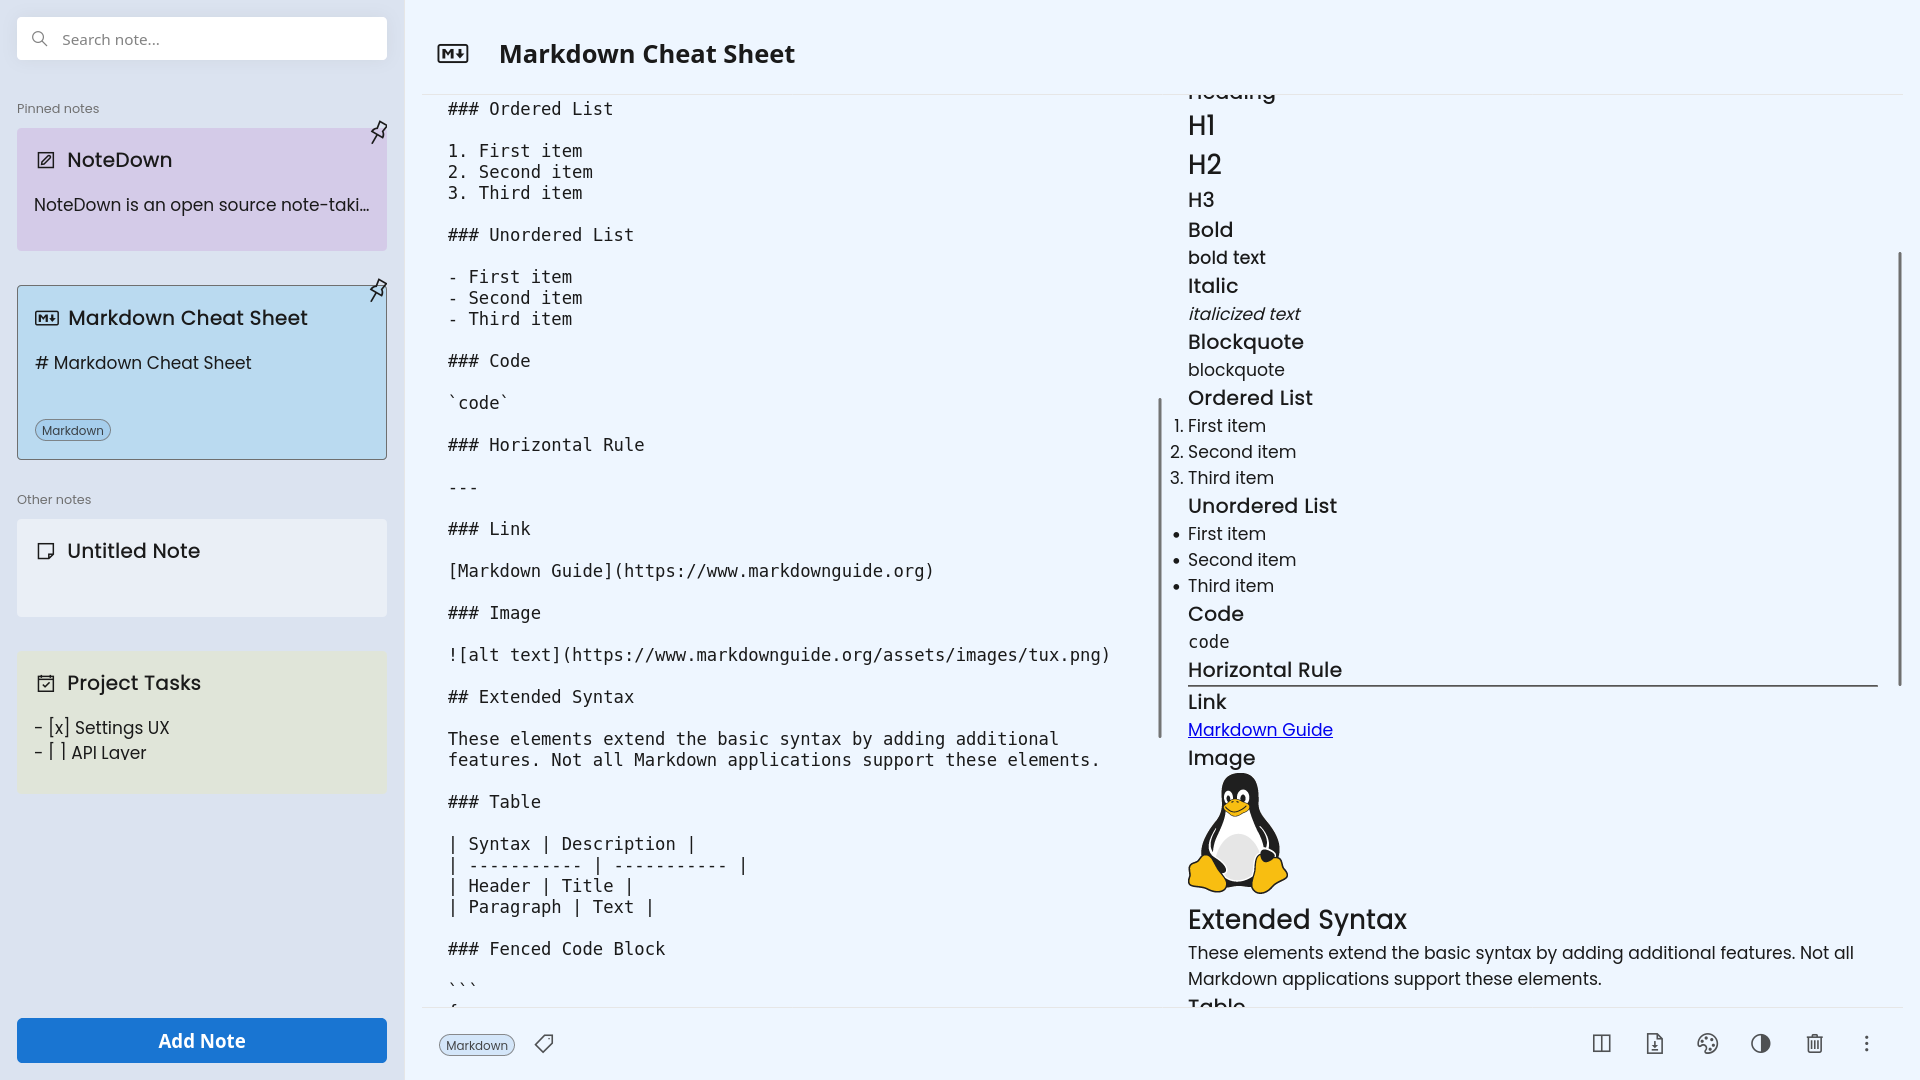 Search note...
Pinned notes
NoteDown
NoteDown is an open source note-taki...
Markdown Cheat Sheet
# Markdown Cheat Sheet
Markdown
Other notes
Untitled Note
Project Tasks
- [x] Settings UX
- [ ] API Layer
Add Note
Markdown Cheat Sheet
### Ordered List
1. First item
2. Second item
3. Third item
### Unordered List
- First item
- Second item
- Third item
### Code
`code`
### Horizontal Rule
---
### Link
[Markdown Guide](https://www.markdownguide.org)
### Image
![alt text](https://www.markdownguide.org/assets/images/tux.png)
## Extended Syntax
These elements extend the basic syntax by adding additional
features. Not all Markdown applications support these elements.
### Table
| Syntax | Description |
| ----------- | ----------- |
| Header | Title |
| Paragraph | Text |
### Fenced Code Block
```
Heading
H1
H2
H3
Bold
bold text
Italic
italicized text
Blockquote
blockquote
Ordered List
1. First item
2. Second item
3. Third item
Unordered List
• First item
• Second item
• Third item
Code
code
Horizontal Rule
Link
Markdown Guide
Image
Extended Syntax
These elements extend the basic syntax by adding additional features. Not all
Markdown applications support these elements.
Table
Markdown